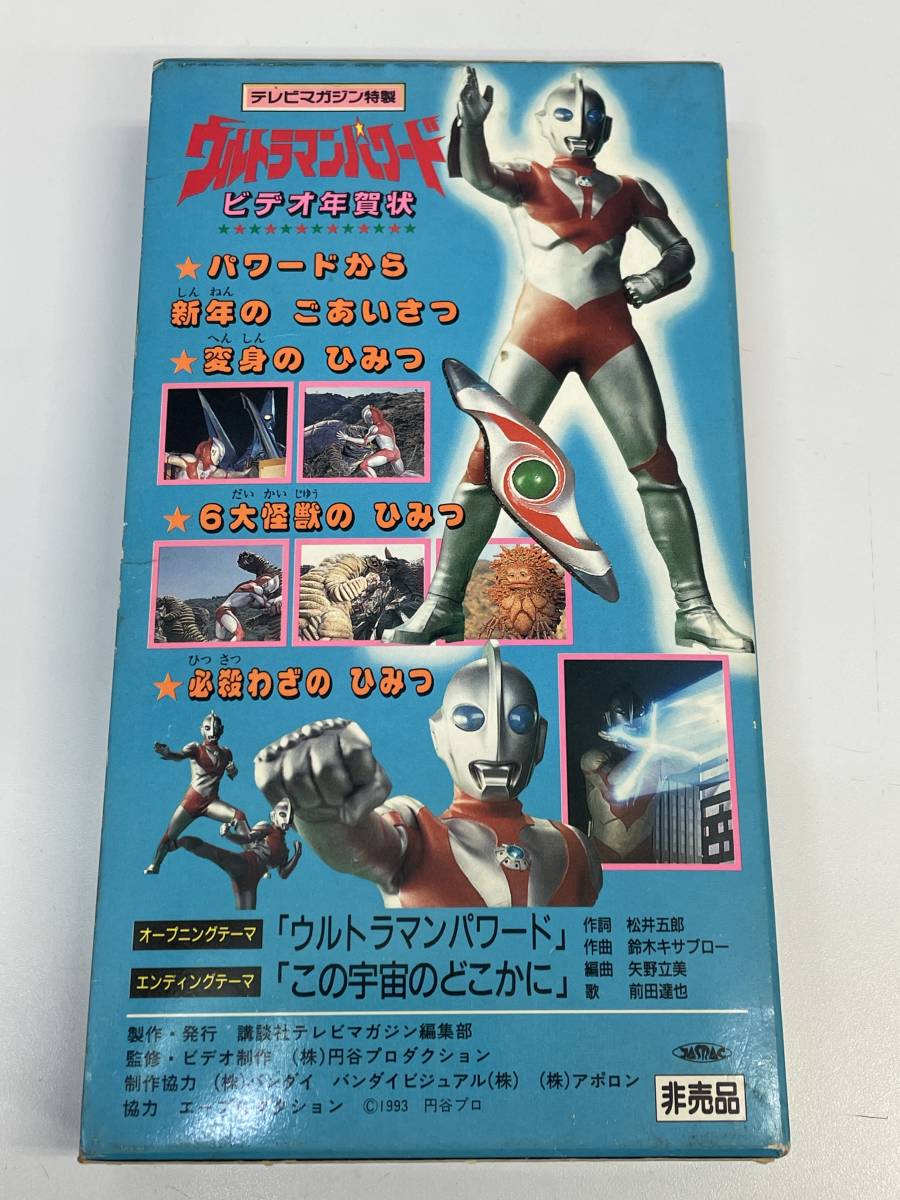 テレビマガジン特製
ウルトラマンパワード
ビデオ年賀状
★パワードから
しん ねん
新年の ごあいさつ
へん しん
★変身の ひみつ
だい かい じゅう
★6大怪獣の ひみつ
ひつ さつ
★必殺わざの ひみつ
オープニングテーマ 「ウルトラマンパワード」
エンディングテーマ 「この宇宙のどこかに」
作詞 松井五郎
作曲 鈴木キサブロー
編曲 矢野立美
歌 前田達也
製作・発行 講談社テレビマガジン編集部
監修・ビデオ制作 (株)円谷プロダクション
制作協力 (株)バンダイ バンダイビジュアル(株) (株)アポロン
協力 ©1993 円谷プロ
JASRAC
非売品